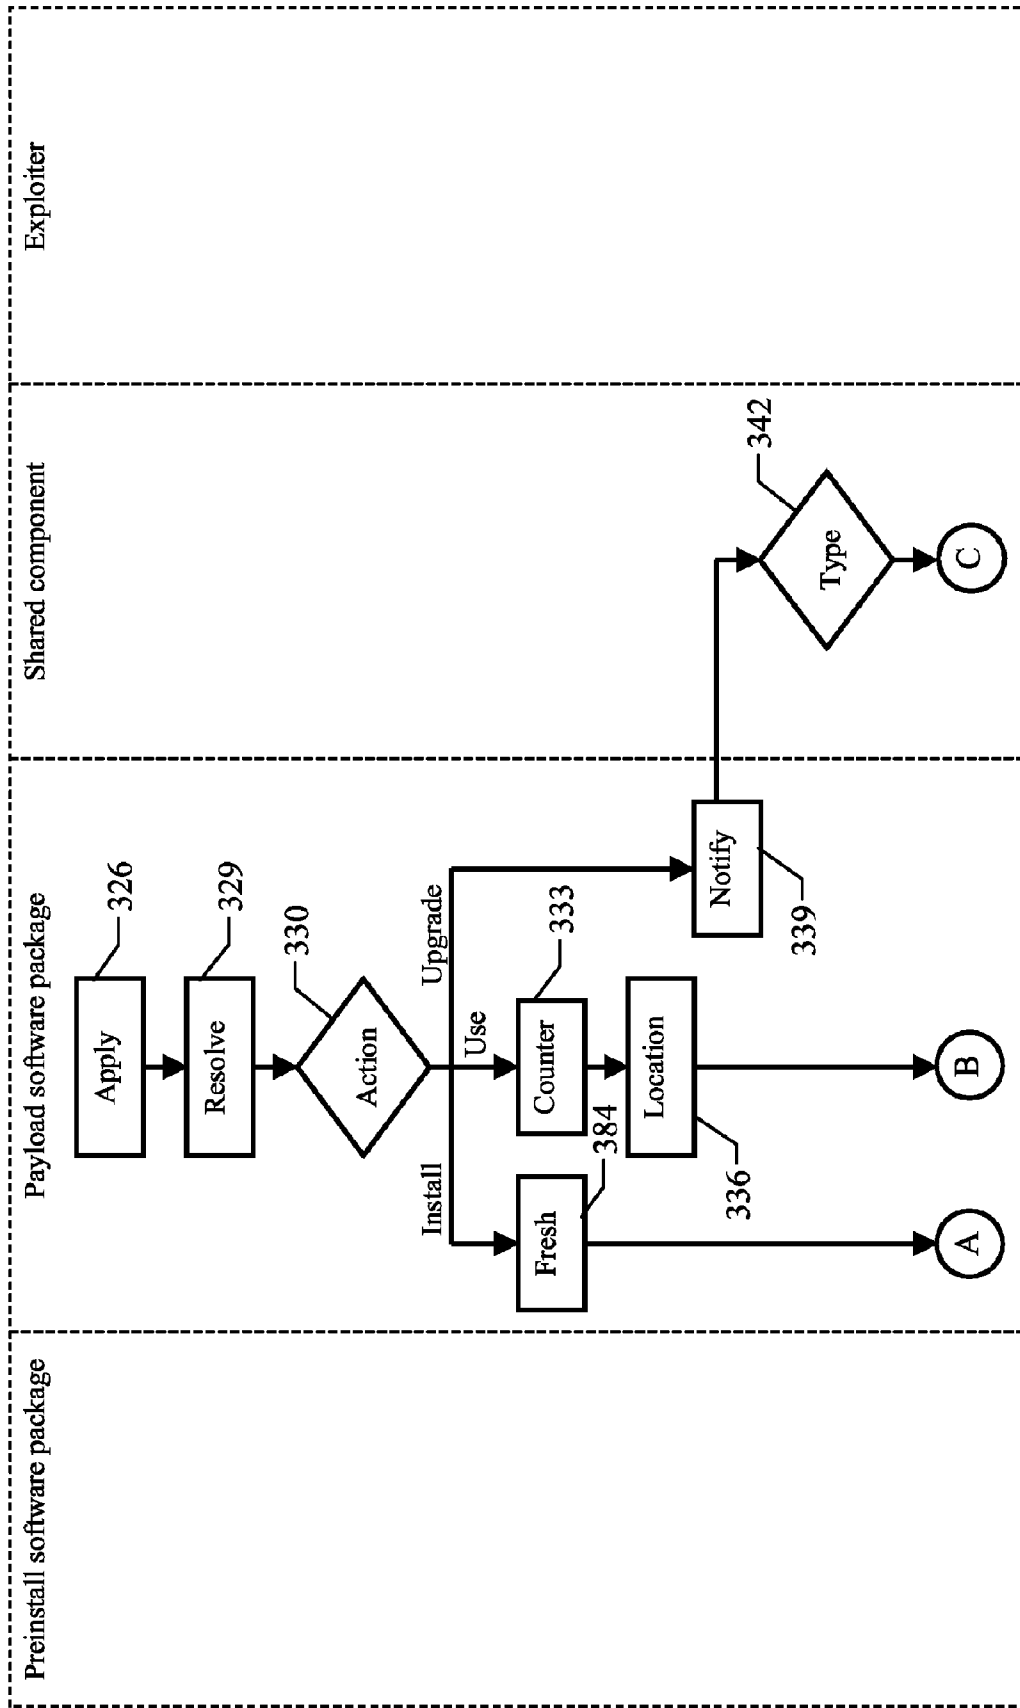 Preinstall software package
Payload software package
Shared component
Exploiter
Apply
326
Resolve
329
Action
330
Install
Use
Upgrade
Fresh
384
Counter
333
Location
336
Notify
339
Type
342
A
B
C